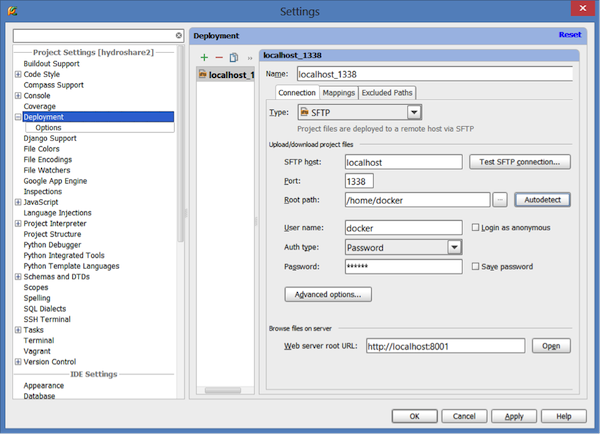 Settings
Project Settings [hydroshare2]
Buildout Support
Code Style
Compass Support
Console
Coverage
Deployment
Options
Django Support
File Colors
File Encodings
File Watchers
Google App Engine
Inspections
JavaScript
Language Injections
Project Interpreter
Project Structure
Python Debugger
Python Integrated Tools
Python Template Languages
Schemas and DTDs
Scopes
Spelling
SQL Dialects
SSH Terminal
Tasks
Terminal
Vagrant
Version Control
IDE Settings
Appearance
Database
Deployment
Reset
localhost_1
localhost_1338
Name: localhost_1338
Connection Mappings Excluded Paths
Type: SFTP
Project files are deployed to a remote host via SFTP
Upload/download project files
SFTP host: localhost Test SFTP connection...
Port: 1338
Root path: /home/docker ... Autodetect
User name: docker Login as anonymous
Auth type: Password
Password: ****** Save password
Advanced options...
Browse files on server
Web server root URL: http://localhost:8001 Open
OK Cancel Apply Help